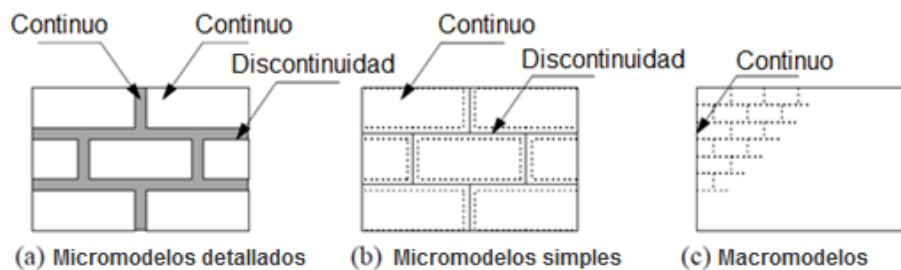 Continuo
Continuo
Discontinuidad
Continuo
Discontinuidad
Continuo
(a) Micromodelos detallados
(b) Micromodelos simples
(c) Macromodelos